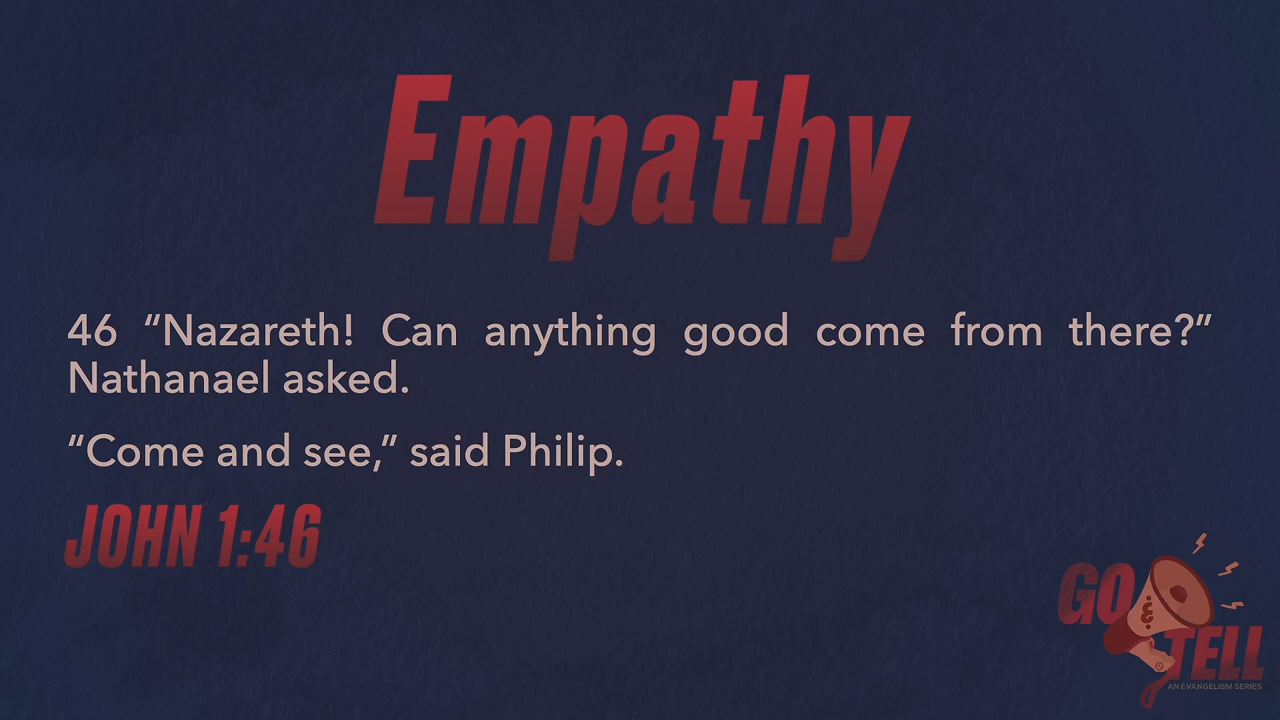 Empathy
46 “Nazareth! Can anything good come from there?”
Nathanael asked.
“Come and see,” said Philip.
JOHN 1:46
GO
&
TELL
AN EVANGELISM SERIES